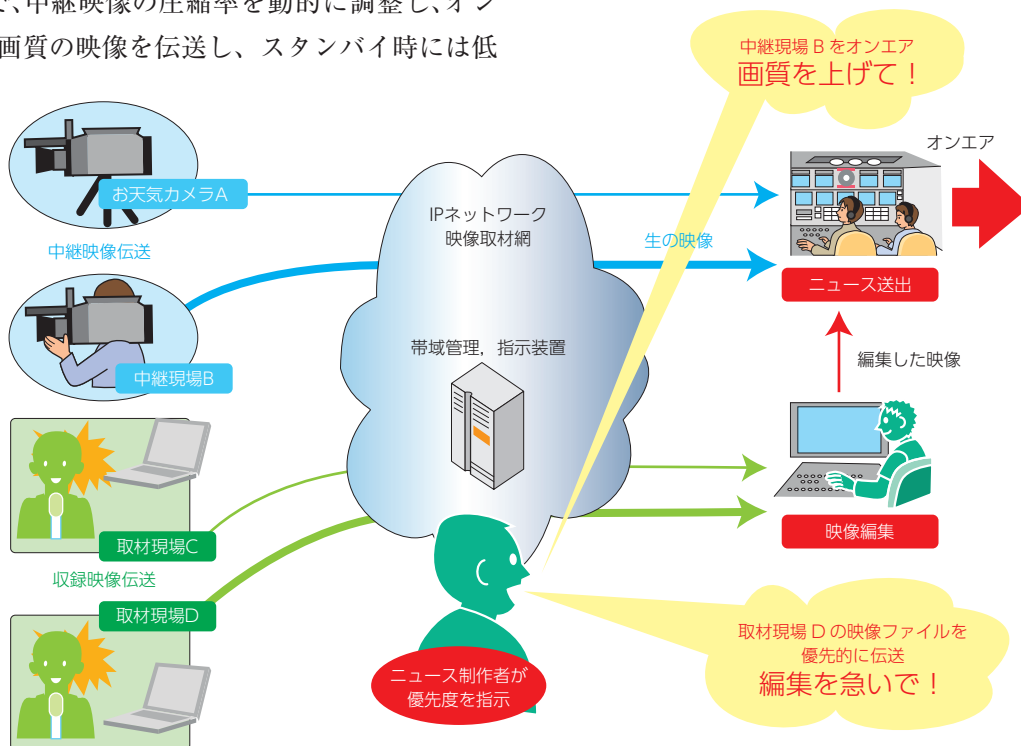 、中継映像の圧縮率を動的に調整し、オン
画質の映像を伝送し、スタンバイ時には低
中継現場 B をオンエア
画質を上げて！
オンエア
お天気カメラA
IPネットワーク
映像取材網
中継映像伝送
生の映像
ニュース送出
帯域管理，指示装置
中継現場B
編集した映像
取材現場C
映像編集
収録映像伝送
取材現場D
取材現場 D の映像ファイルを
優先的に伝送
編集を急いで！
ニュース制作者が
優先度を指示